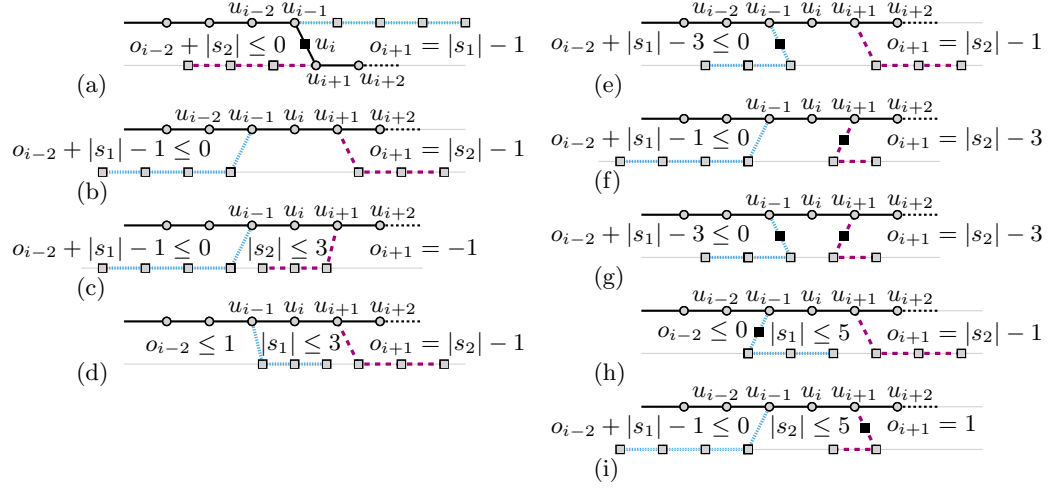 u_{i-2} u_{i-1}
o_{i-2} + |s_2| ≤ 0 u_i o_{i+1} = |s_1| − 1
u_{i+1} u_{i+2}
(a)
u_{i-2} u_{i-1} u_i u_{i+1} u_{i+2}
o_{i-2} + |s_1| − 1 ≤ 0 o_{i+1} = |s_2| − 1
(b)
u_{i-1} u_i u_{i+1} u_{i+2}
o_{i-2} + |s_1| − 1 ≤ 0 |s_2| ≤ 3 o_{i+1} = −1
(c)
u_{i-1} u_i u_{i+1} u_{i+2}
o_{i-2} ≤ 1 |s_1| ≤ 3 o_{i+1} = |s_2| − 1
(d)
u_{i-2} u_{i-1} u_i u_{i+1} u_{i+2}
o_{i-2} + |s_1| − 3 ≤ 0 o_{i+1} = |s_2| − 1
(e)
u_{i-2} u_{i-1} u_i u_{i+1} u_{i+2}
o_{i-2} + |s_1| − 1 ≤ 0 o_{i+1} = |s_2| − 3
(f)
u_{i-2} u_{i-1} u_i u_{i+1} u_{i+2}
o_{i-2} + |s_1| − 3 ≤ 0 o_{i+1} = |s_2| − 3
(g)
u_{i-2} u_{i-1} u_i u_{i+1} u_{i+2}
o_{i-2} ≤ 0 |s_1| ≤ 5 o_{i+1} = |s_2| − 1
(h)
u_{i-2} u_{i-1} u_i u_{i+1} u_{i+2}
o_{i-2} + |s_1| − 1 ≤ 0 |s_2| ≤ 5 o_{i+1} = 1
(i)